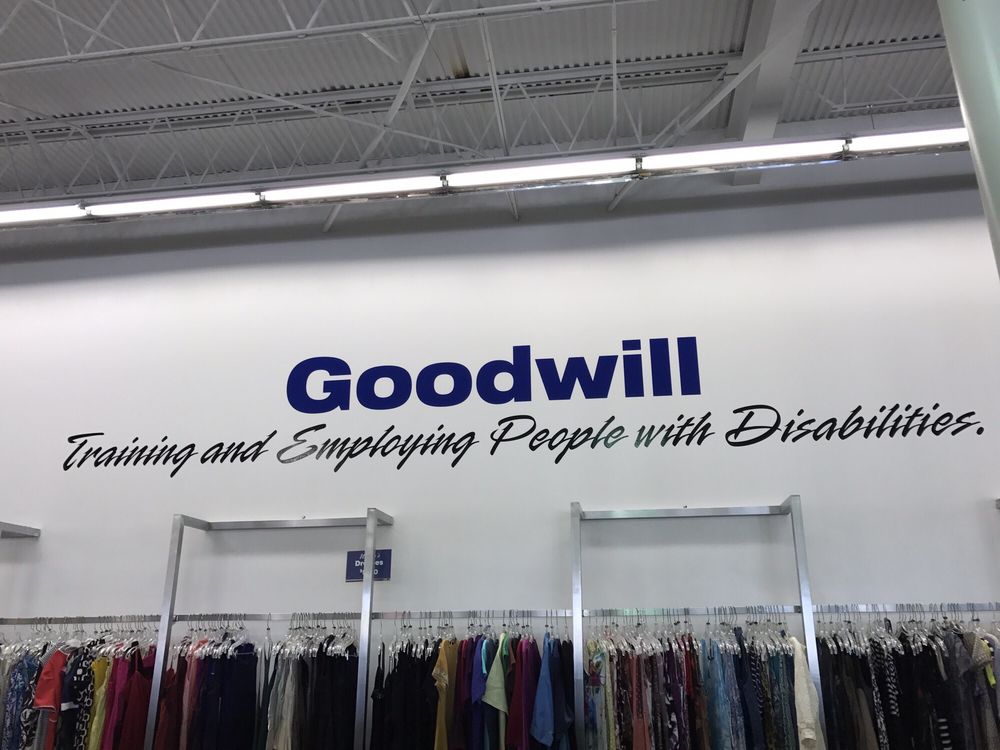 Goodwill
Training and Employing People with Disabilities.